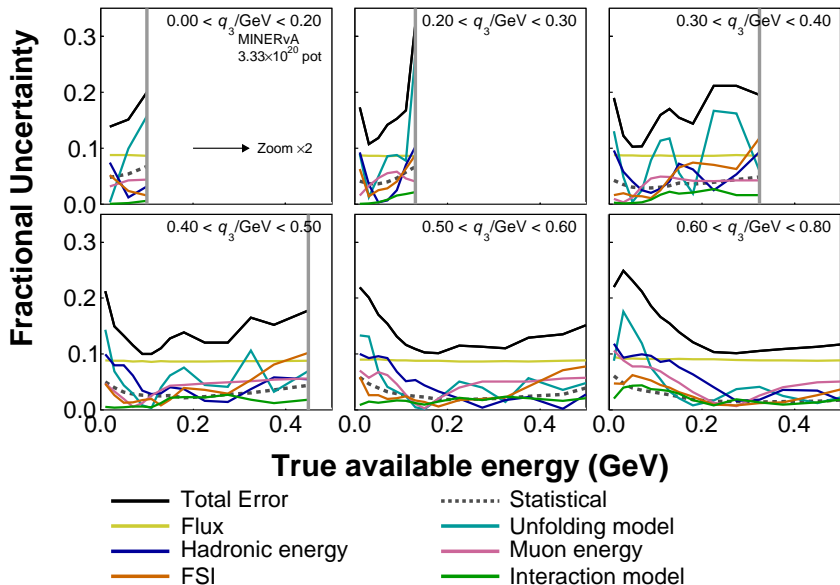 Fractional Uncertainty
0.00 < q3/GeV < 0.20
MINERvA
3.33×10^20 pot
Zoom ×2
0.20 < q3/GeV < 0.30
0.30 < q3/GeV < 0.40
0.3
0.2
0.1
0.0
0.40 < q3/GeV < 0.50
0.50 < q3/GeV < 0.60
0.60 < q3/GeV < 0.80
0.3
0.2
0.1
0.0
0.0 0.2 0.4 0.0 0.2 0.4 0.0 0.2 0.4
True available energy (GeV)
Total Error
Statistical
Flux
Unfolding model
Hadronic energy
Muon energy
FSI
Interaction model